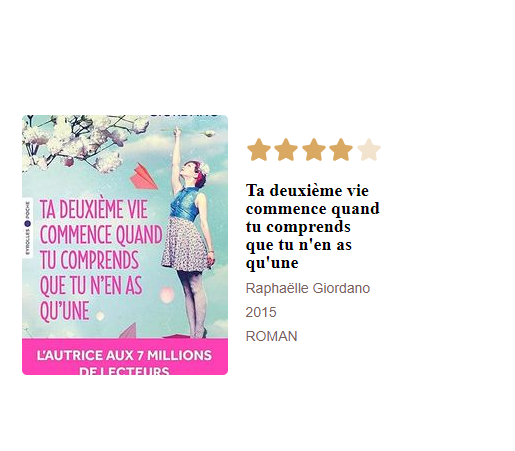 TA DEUXIÈME VIE
COMMENCE QUAND
TU COMPRENDS
QUE TU N'EN AS
QU'UNE
EYROLLES POCHE
L'AUTRICE AUX 7 MILLIONS
DE LECTEURS
Ta deuxième vie
commence quand
tu comprends
que tu n'en as
qu'une
Raphaëlle Giordano
2015
ROMAN